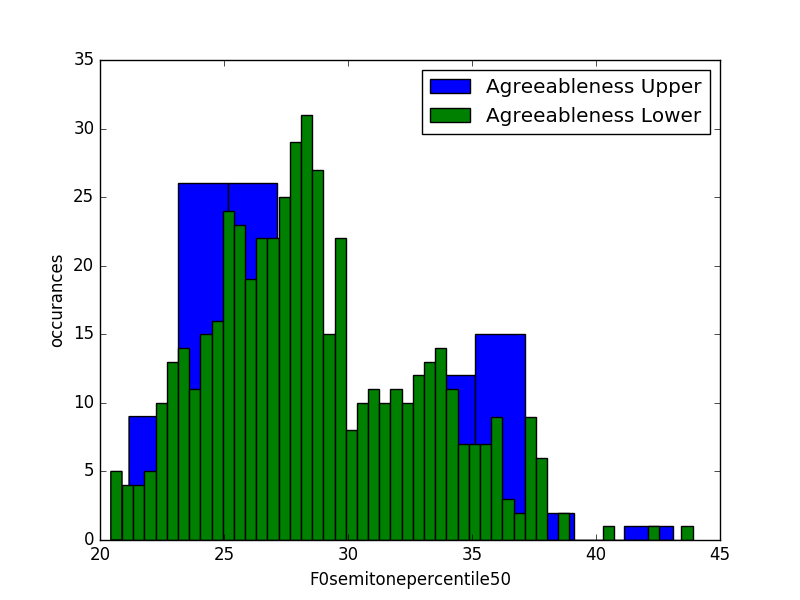 35
30
25
20
15
10
5
0
occurances
Agreeableness Upper
Agreeableness Lower
20 25 30 35 40 45
F0semitonepercentile50